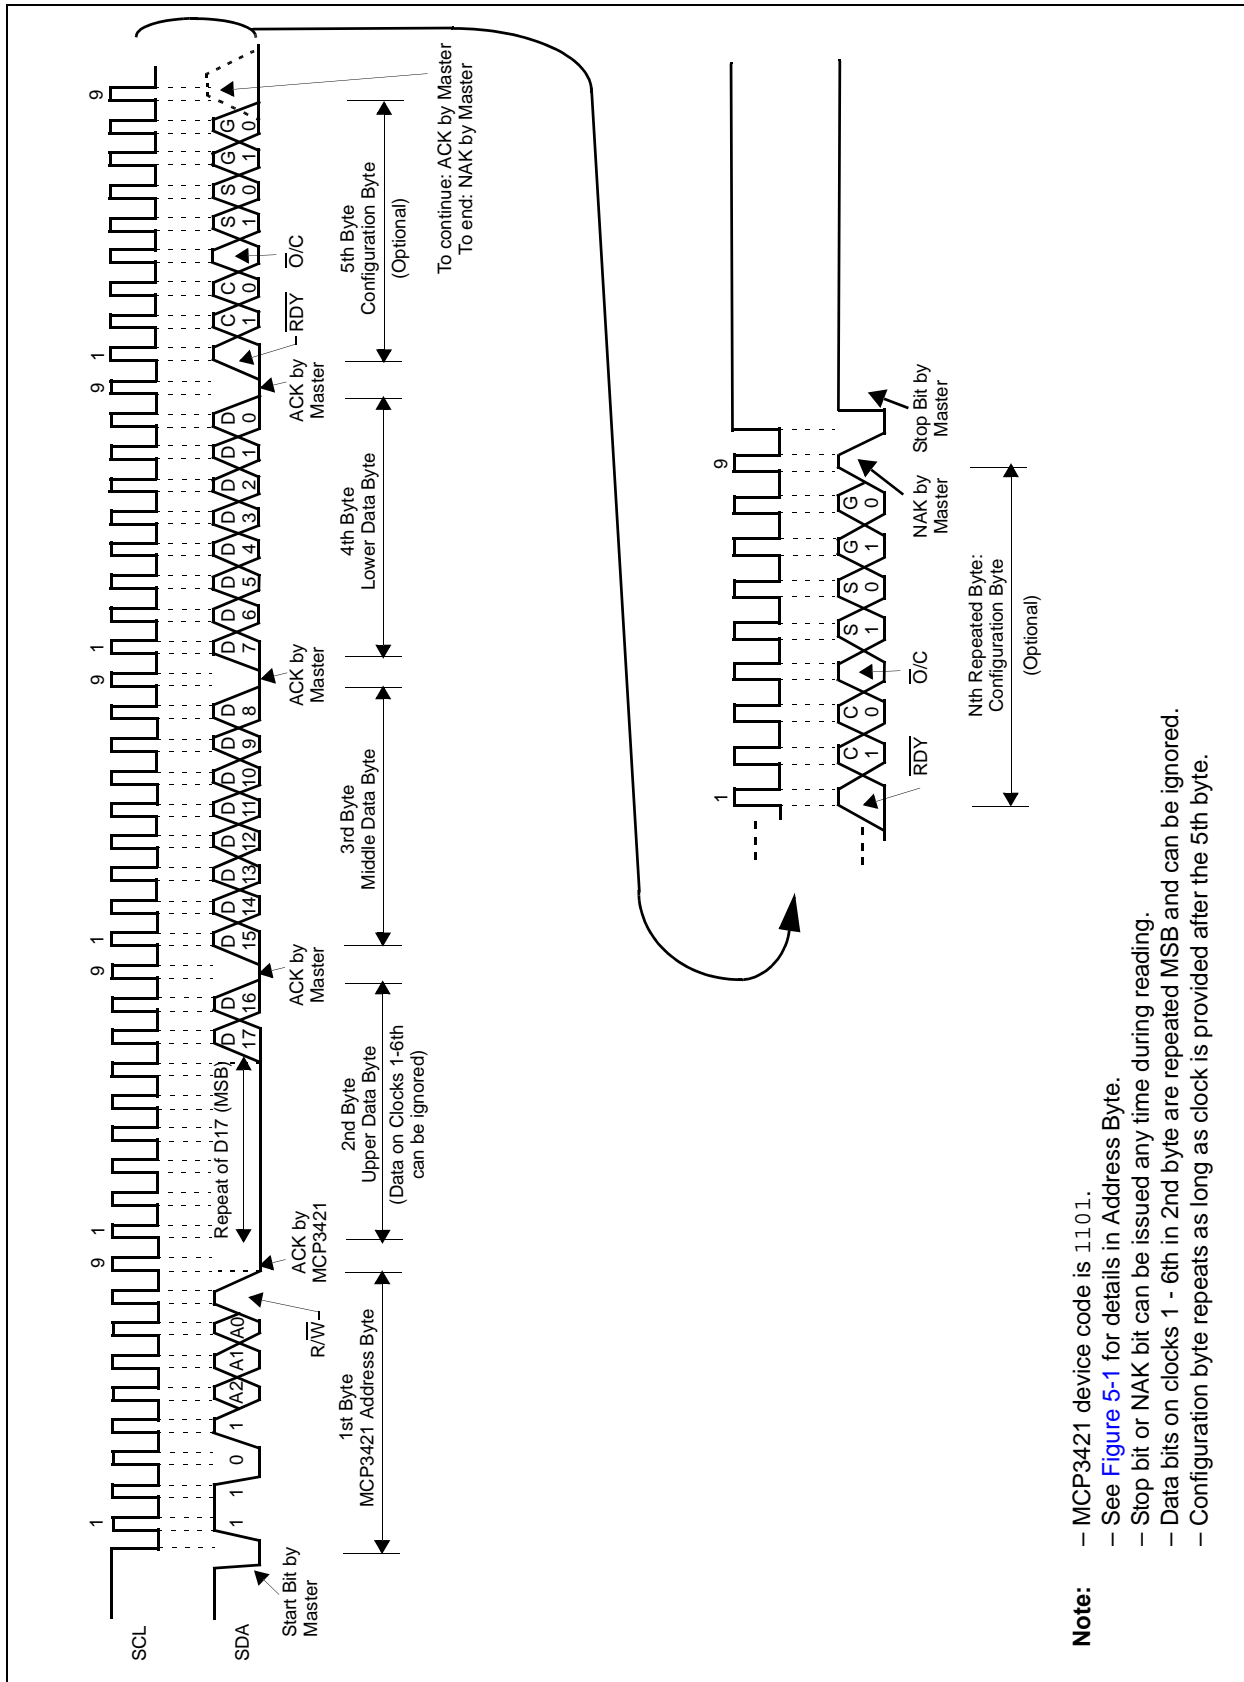 SCL
1
9
1
9
1
9
1
9
1
9
SDA
1
1
0
1
A2
A1
A0
Repeat of D17 (MSB)
D
17
D
16
D
15
D
14
D
13
D
12
D
11
D
10
D
9
D
8
D
7
D
6
D
5
D
4
D
3
D
2
D
1
D
0
C
1
C
0
S
1
S
0
G
1
G
0
Start Bit by
Master
R/W
ACK by
MCP3421
ACK by
Master
ACK by
Master
ACK by
Master
RDY
O/C
1st Byte
MCP3421 Address Byte
2nd Byte
Upper Data Byte
(Data on Clocks 1-6th
can be ignored)
3rd Byte
Middle Data Byte
4th Byte
Lower Data Byte
5th Byte
Configuration Byte
(Optional)
To continue: ACK by Master
To end: NAK by Master
1
9
C
1
C
0
S
1
S
0
G
1
G
0
RDY
O/C
NAK by
Master
Stop Bit by
Master
Nth Repeated Byte:
Configuration Byte
(Optional)
Note:
– MCP3421 device code is 1101.
– See Figure 5-1 for details in Address Byte.
– Stop bit or NAK bit can be issued any time during reading.
– Data bits on clocks 1 - 6th in 2nd byte are repeated MSB and can be ignored.
– Configuration byte repeats as long as clock is provided after the 5th byte.